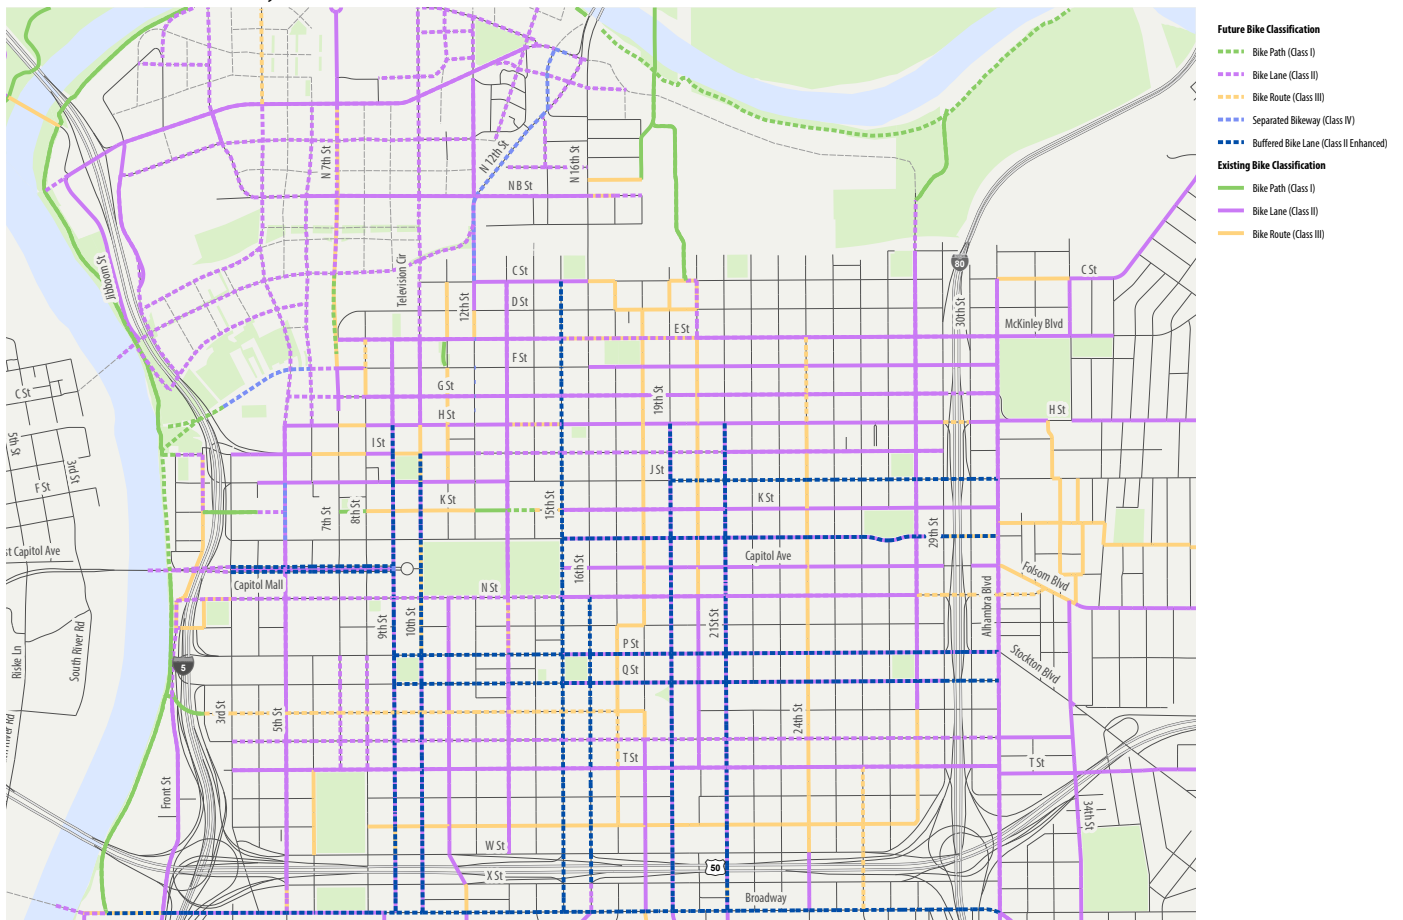 Future Bike Classification
Bike Path (Class I)
Bike Lane (Class II)
Bike Route (Class III)
Separated Bikeway (Class IV)
Buffered Bike Lane (Class II Enhanced)
Existing Bike Classification
Bike Path (Class I)
Bike Lane (Class II)
Bike Route (Class III)
N 7th St
N 12th St
N 16th St
N B St
Jibboom St
Television Cir
12th St
C St
D St
E St
F St
G St
H St
I St
J St
K St
K St
C St
80
30th St
McKinley Blvd
H St
19th St
C St
5th St
3rd St
F St
Capitol Ave
7th St
8th St
15th St
16th St
Capitol Ave
29th St
Capitol Mall
N St
Folsom Blvd
Alhambra Blvd
9th St
10th St
21St St
P St
Q St
Stockton Blvd
Riske Ln
South River Rd
5
3rd St
5th St
24th St
T St
T St
Front St
34th St
W St
X St
50
Broadway